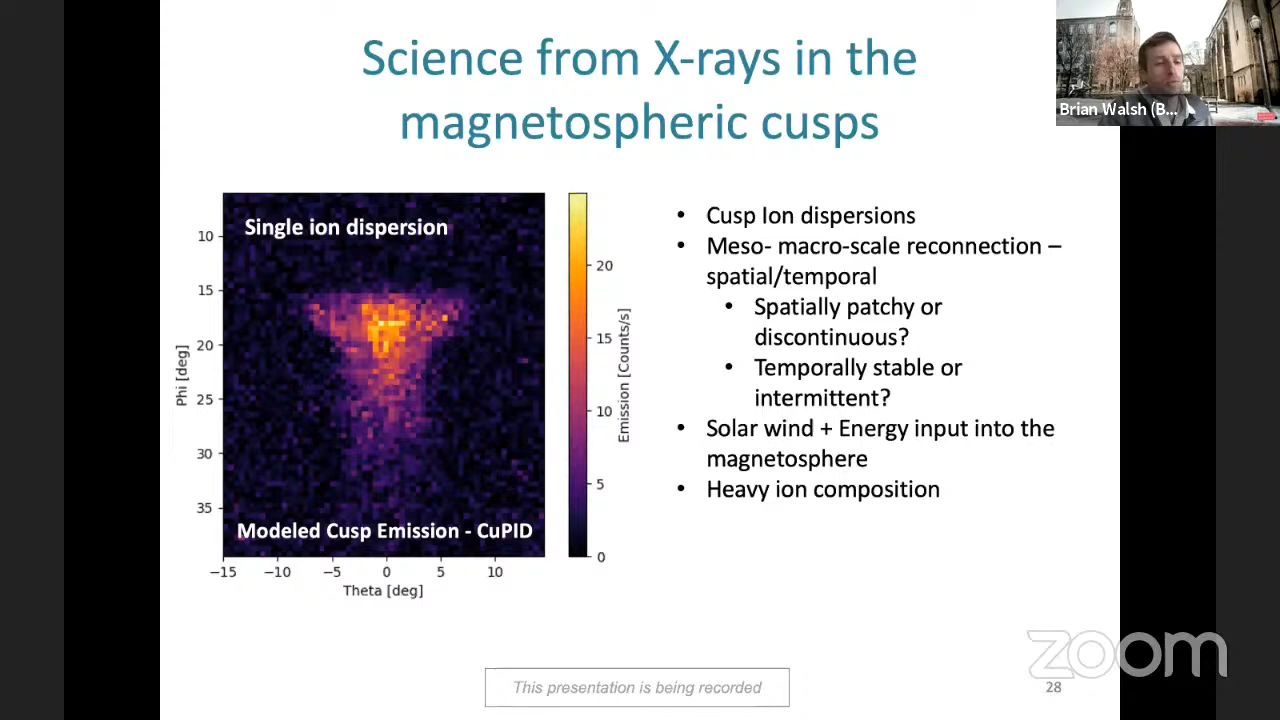 Science from X-rays in the
magnetospheric cusps
Brian Walsh (B...
Single ion dispersion
Modeled Cusp Emission - CuPID
10
15
20
25
30
35
Phi [deg]
−15
−10
−5
0
5
10
Theta [deg]
20
15
10
5
0
Emission [Counts/s]
• Cusp Ion dispersions
• Meso- macro-scale reconnection –
spatial/temporal
• Spatially patchy or
discontinuous?
• Temporally stable or
intermittent?
• Solar wind + Energy input into the
magnetosphere
• Heavy ion composition
zoom
This presentation is being recorded
28